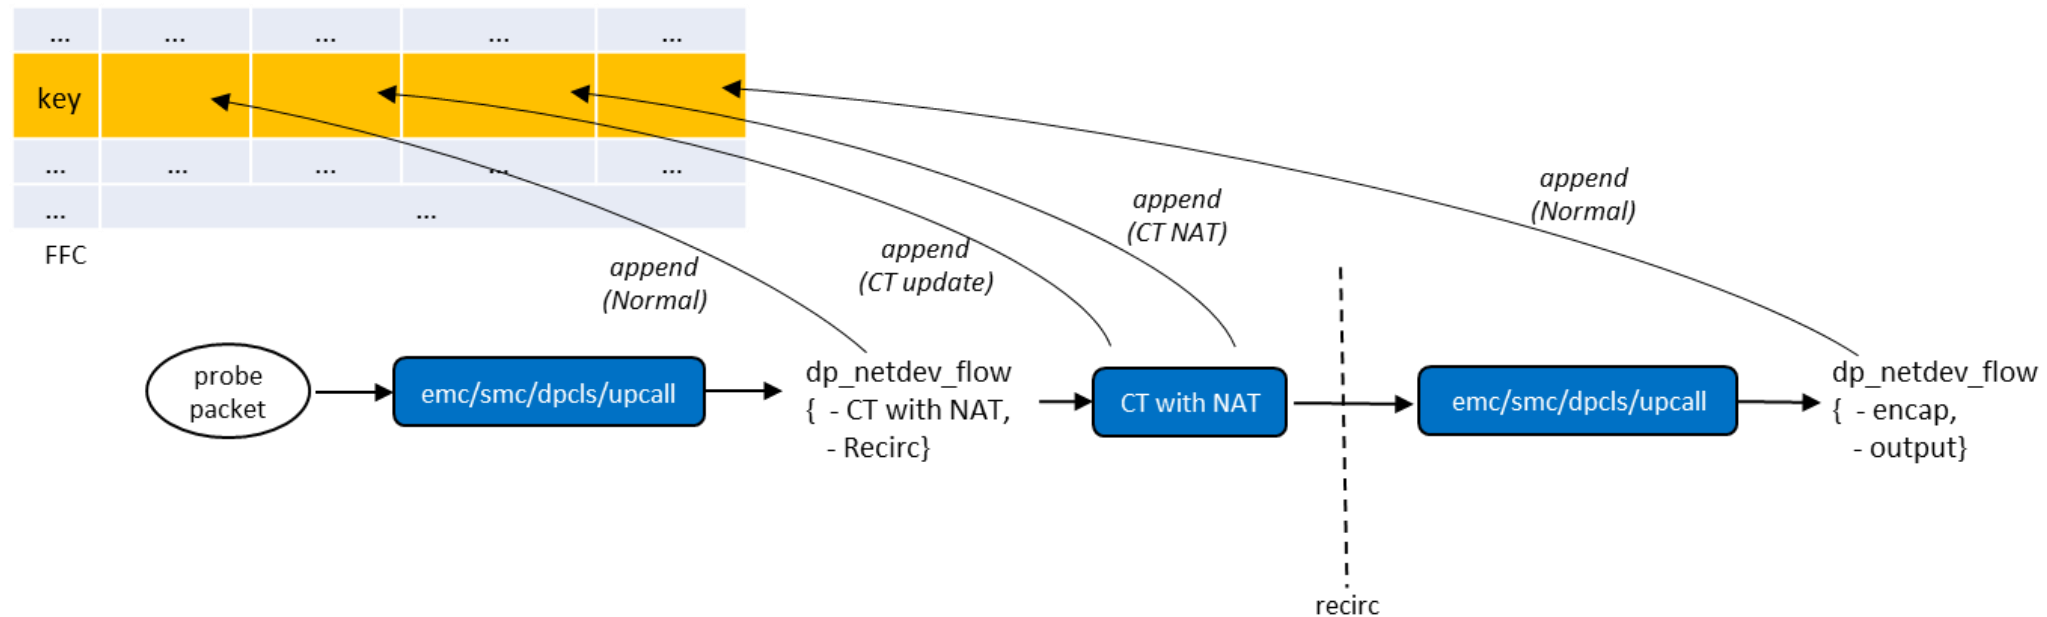 ... ... ... ... ...
key
... ... ... ... ...
... ...
FFC
append
(Normal)
append
(CT update)
append
(CT NAT)
append
(Normal)
probe
packet
emc/smc/dpcls/upcall
dp_netdev_flow
{ - CT with NAT,
- Recirc}
CT with NAT
emc/smc/dpcls/upcall
dp_netdev_flow
{ - encap,
- output}
recirc